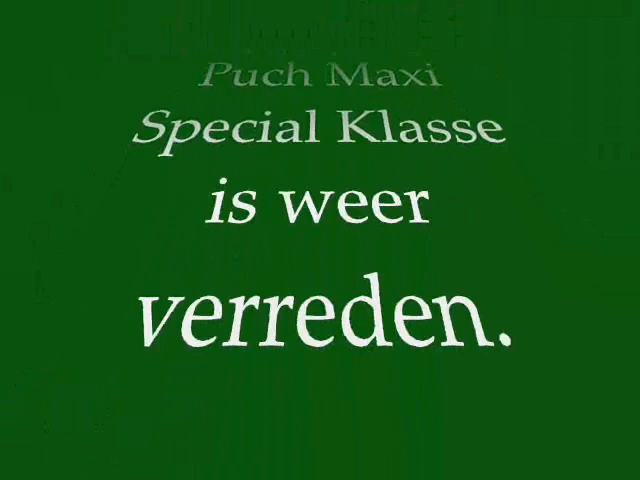 Puch Maxi
Special Klasse
is weer
verreden.